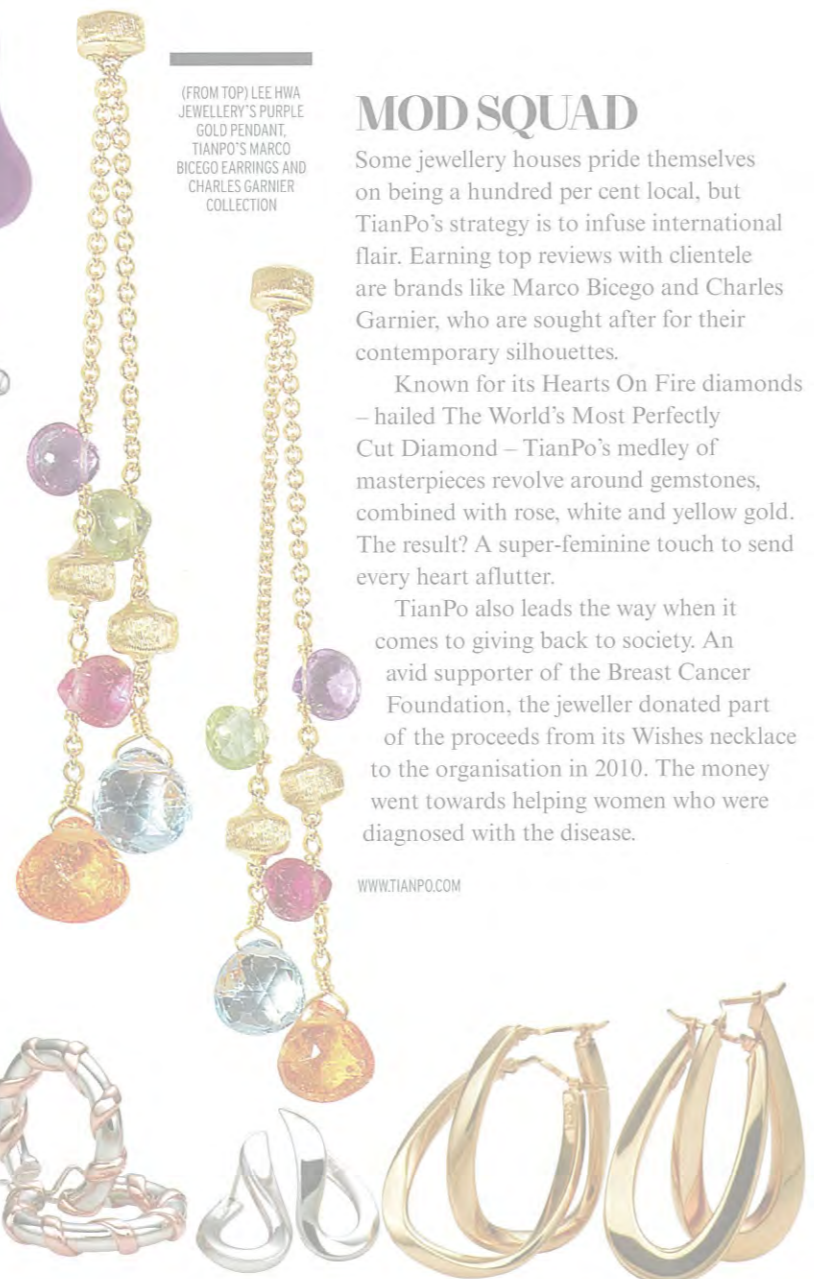 (FROM TOP) LEE HWA
JEWELLERY'S PURPLE
GOLD PENDANT,
TIANPO'S MARCO
BICEGO EARRINGS AND
CHARLES GARNIER
COLLECTION
MOD SQUAD
Some jewellery houses pride themselves
on being a hundred per cent local, but
TianPo's strategy is to infuse international
flair. Earning top reviews with clientele
are brands like Marco Bicego and Charles
Garnier, who are sought after for their
contemporary silhouettes.
Known for its Hearts On Fire diamonds
– hailed The World's Most Perfectly
Cut Diamond – TianPo's medley of
masterpieces revolve around gemstones,
combined with rose, white and yellow gold.
The result? A super-feminine touch to send
every heart aflutter.
TianPo also leads the way when it
comes to giving back to society. An
avid supporter of the Breast Cancer
Foundation, the jeweller donated part
of the proceeds from its Wishes necklace
to the organisation in 2010. The money
went towards helping women who were
diagnosed with the disease.
WWW.TIANPO.COM